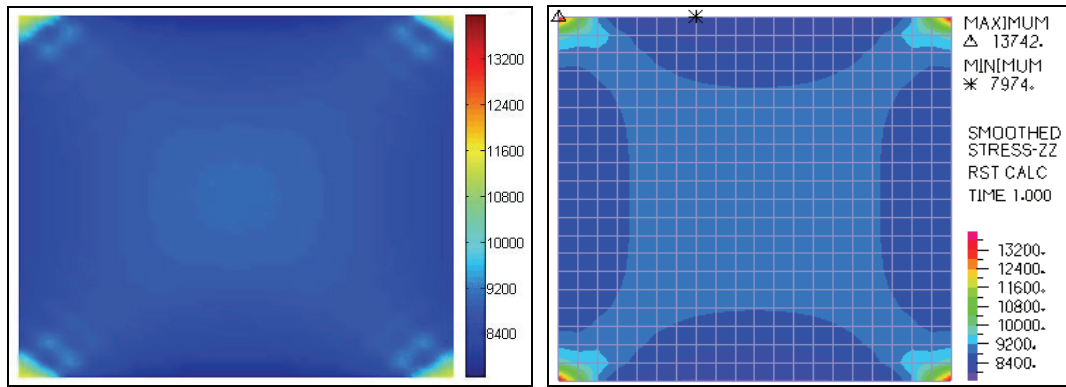 13200
12400
11600
10800
10000
9200
8400
MAXIMUM
△ 13742.
MINIMUM
* 7974.
SMOOTHED
STRESS-ZZ
RST CALC
TIME 1.000
13200.
12400.
11600.
10800.
10000.
9200.
8400.